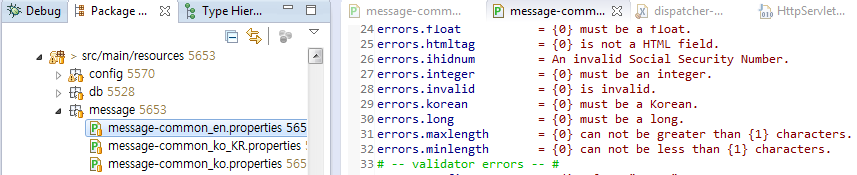 Debug Package ... Type Hier...
src/main/resources 5653
config 5570
db 5528
message 5653
message-common_en.properties 565
message-common_ko_KR.properties
message-common_ko.properties 565
message-comm... message-commo... dispatcher-... HttpServlet...
24 errors.float = {0} must be a float.
25 errors.htmltag = {0} is not a HTML field.
26 errors.ihidnum = An invalid Social Security Number.
27 errors.integer = {0} must be an integer.
28 errors.invalid = {0} is invalid.
29 errors.korean = {0} must be a Korean.
30 errors.long = {0} must be a long.
31 errors.maxlength = {0} can not be greater than {1} characters.
32 errors.minlength = {0} can not be less than {1} characters.
33 # -- validator errors -- #